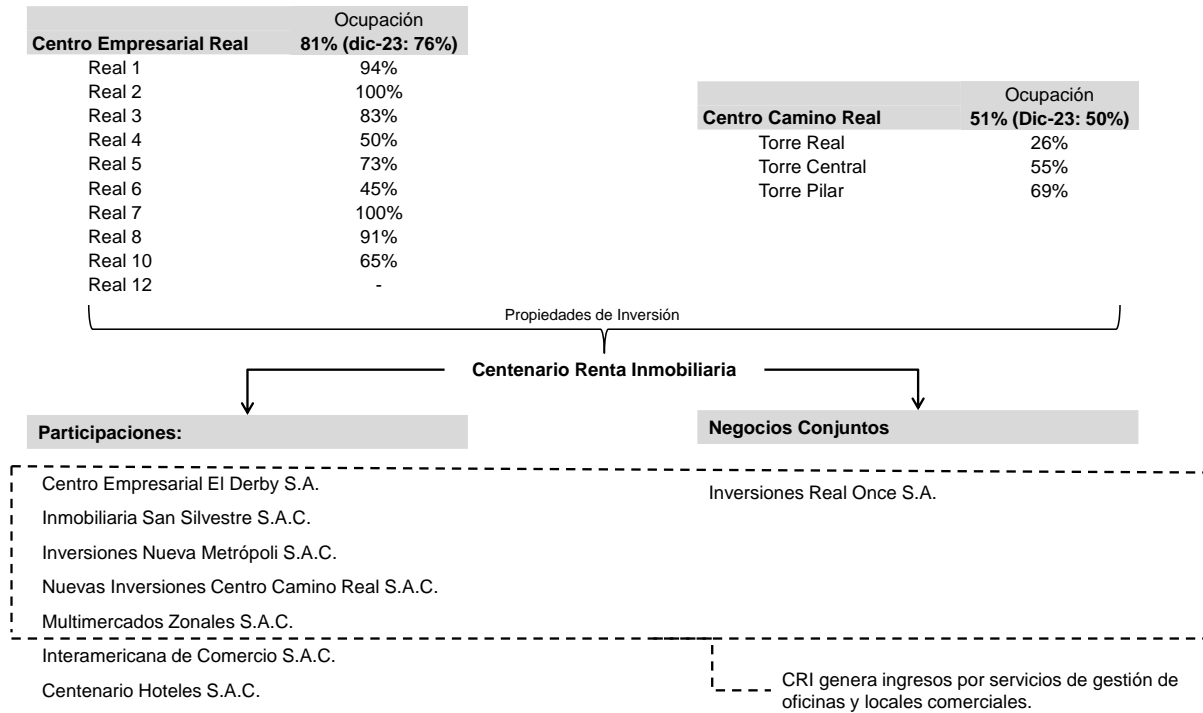 Ocupación
Centro Empresarial Real 81% (dic-23: 76%)
Real 1 94%
Real 2 100%
Real 3 83%
Real 4 50%
Real 5 73%
Real 6 45%
Real 7 100%
Real 8 91%
Real 10 65%
Real 12 -
Ocupación
Centro Camino Real 51% (Dic-23: 50%)
Torre Real 26%
Torre Central 55%
Torre Pilar 69%
Propiedades de Inversión
Centenario Renta Inmobiliaria
Participaciones:
Centro Empresarial El Derby S.A.
Inmobiliaria San Silvestre S.A.C.
Inversiones Nueva Metrópoli S.A.C.
Nuevas Inversiones Centro Camino Real S.A.C.
Multimercados Zonales S.A.C.
Interamericana de Comercio S.A.C.
Centenario Hoteles S.A.C.
Negocios Conjuntos
Inversiones Real Once S.A.
CRI genera ingresos por servicios de gestión de
oficinas y locales comerciales.